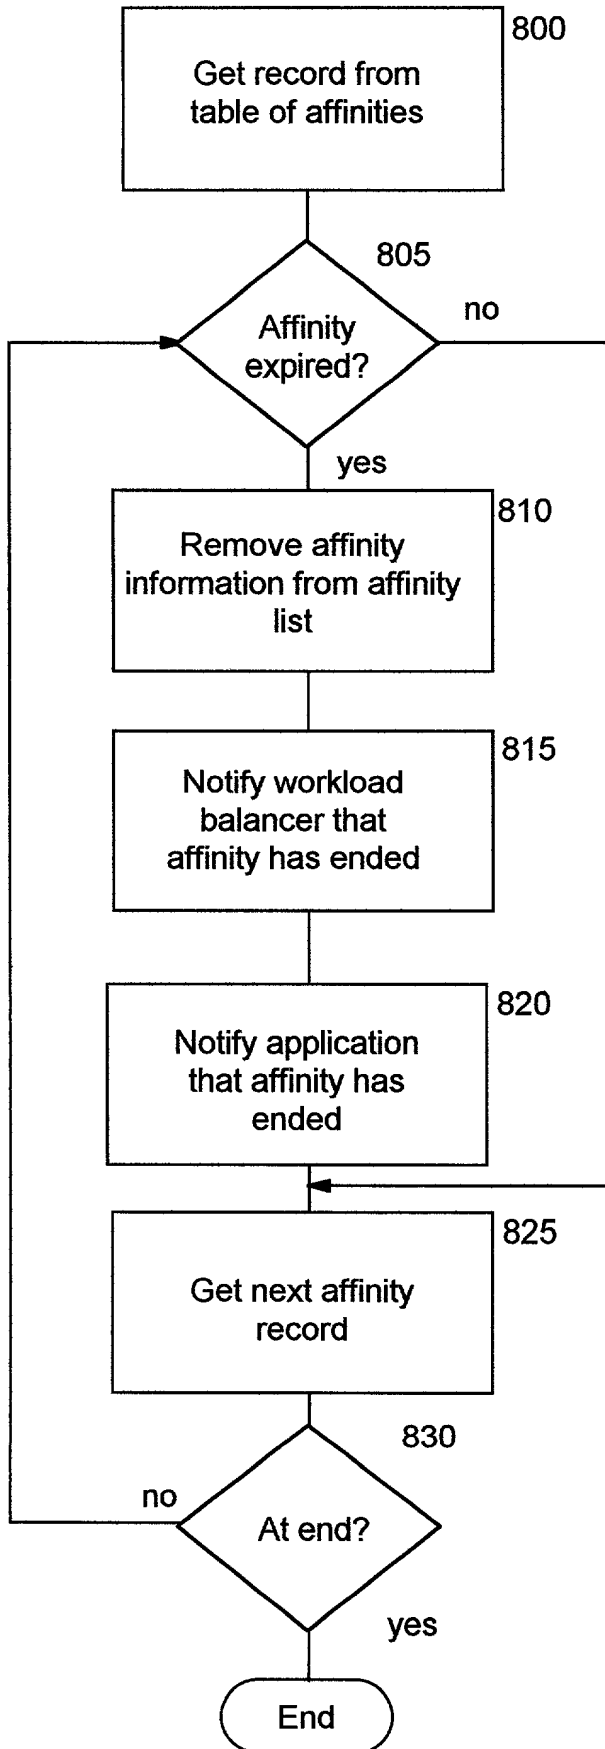 800
Get record from
table of affinities
805
Affinity
expired?
no
yes
810
Remove affinity
information from affinity
list
815
Notify workload
balancer that
affinity has ended
820
Notify application
that affinity has
ended
825
Get next affinity
record
830
no
At end?
yes
End